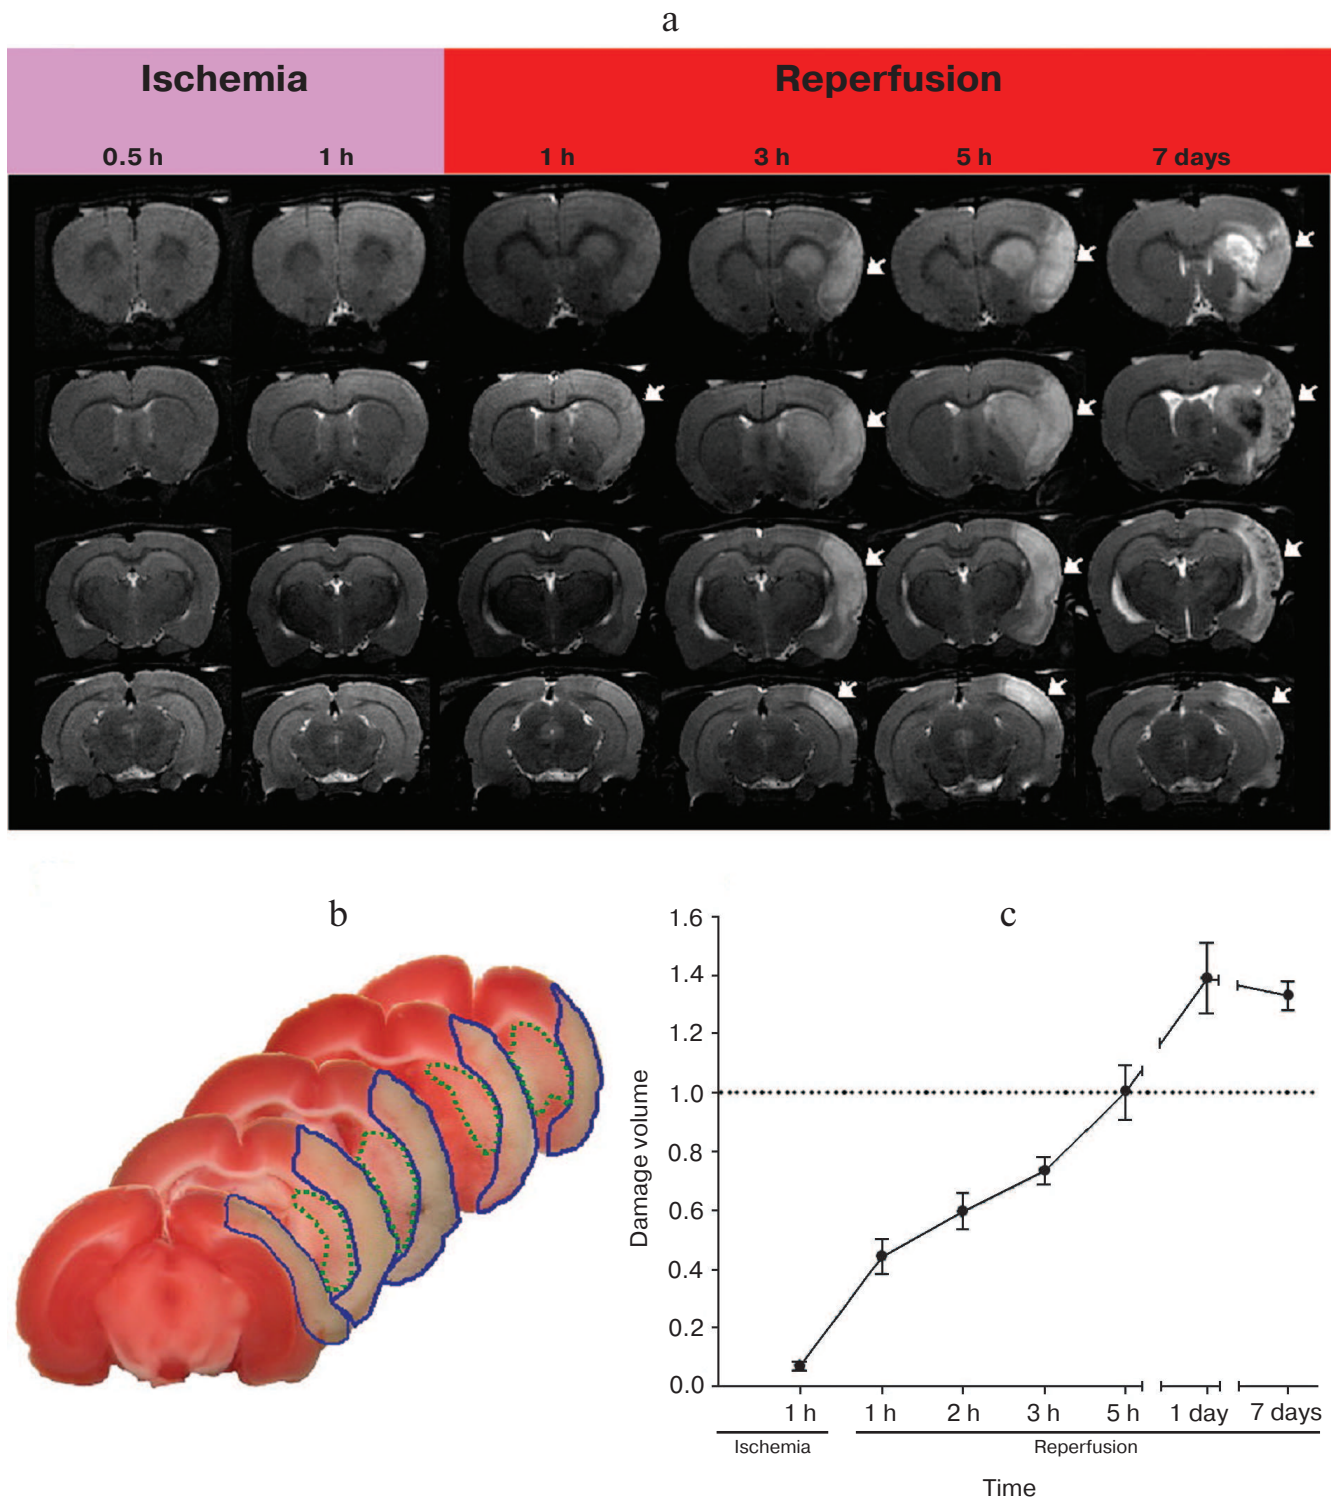 a
Ischemia Reperfusion
0.5 h 1 h 1 h 3 h 5 h 7 days
b
c
1.6
1.4
1.2
1.0
0.8
0.6
0.4
0.2
0.0
Damage volume
1 h 1 h 2 h 3 h 5 h 1 day 7 days
Ischemia Reperfusion
Time